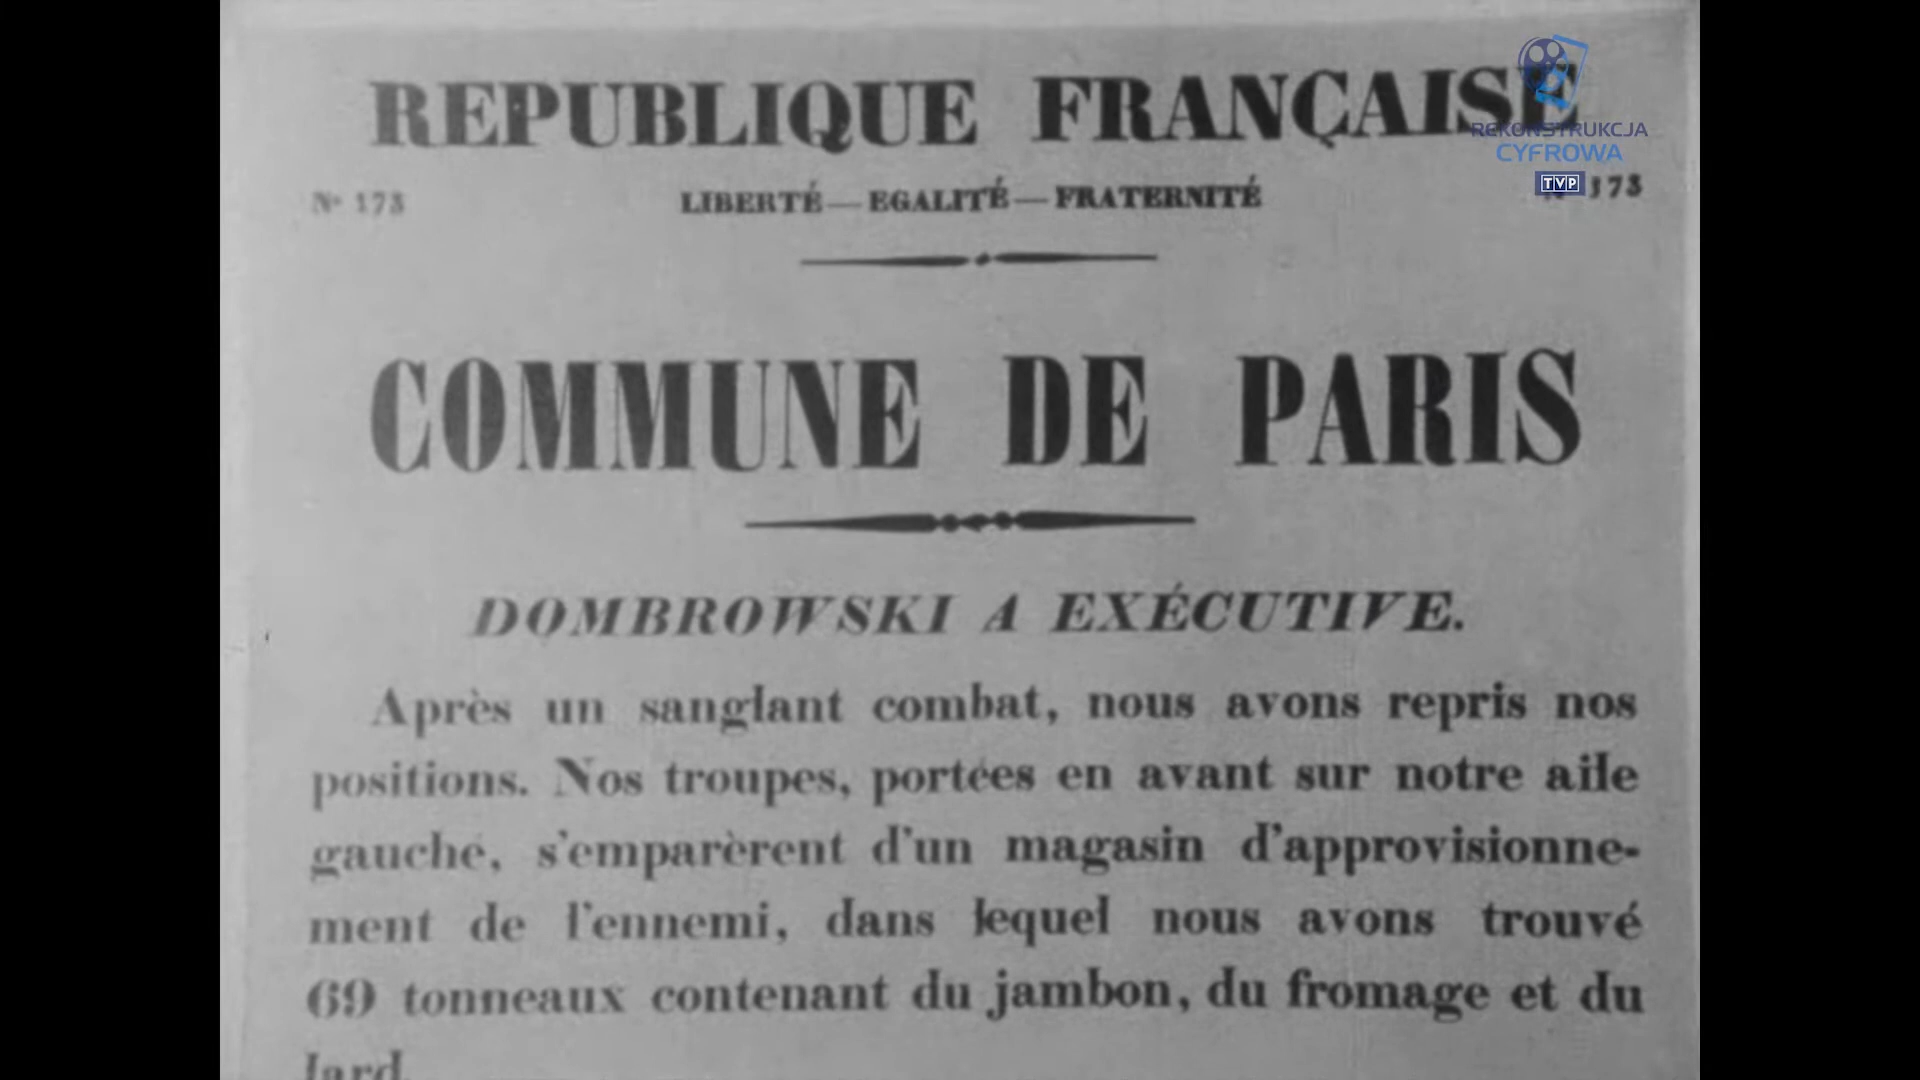 REPUBLIQUE FRANÇAISE
REKONSTRUKCJA
CYFROWA
TVP
Nº 173 LIBERTÉ — EGALITÉ — FRATERNITÉ Nº 173
COMMUNE DE PARIS
DOMBROWSKI A EXÉCUTIVE.
Après un sanglant combat, nous avons repris nos
positions. Nos troupes, portées en avant sur notre aile
gauche, s'emparèrent d'un magasin d'approvisionne-
ment de l'ennemi, dans lequel nous avons trouvé
69 tonneaux contenant du jambon, du fromage et du
lard